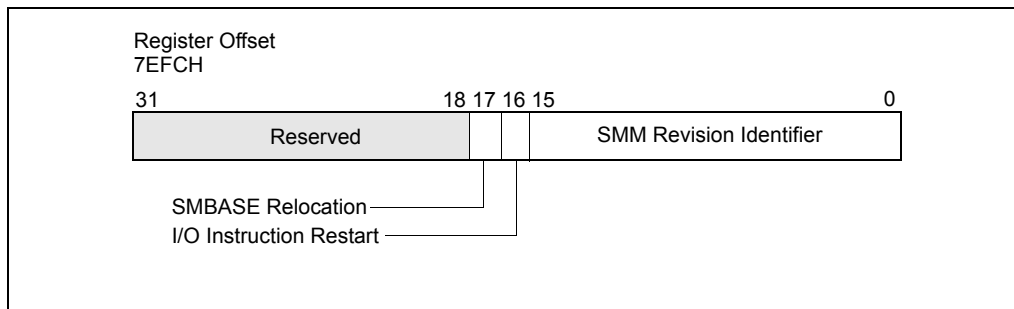 Register Offset
7EFCH
31 18 17 16 15 0
Reserved SMM Revision Identifier
SMBASE Relocation
I/O Instruction Restart